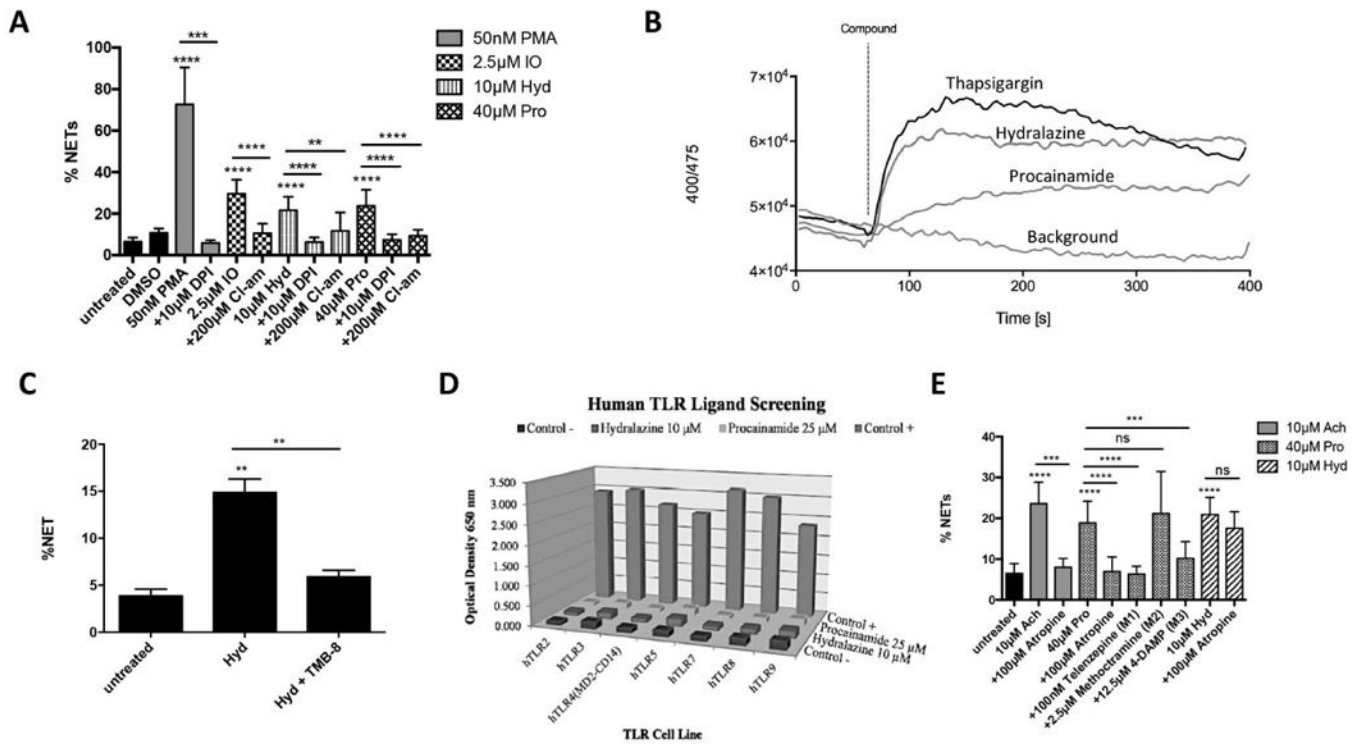 A
100
80
60
40
20
0
% NETs
***
****
****
****
****
****
**
****
****
****
50nM PMA
2.5µM IO
10µM Hyd
40µM Pro
untreated
DMSO
50nM PMA
+10µM DPI
2.5µM IO
+200µM Cl-am
10µM Hyd
+10µM DPI
+200µM Cl-am
40µM Pro
+10µM DPI
+200µM Cl-am
B
Compound
7×10⁴
6×10⁴
5×10⁴
4×10⁴
400/475
Thapsigargin
Hydralazine
Procainamide
Background
0
100
200
300
400
Time [s]
C
20
15
10
5
0
%NET
**
**
untreated
Hyd
Hyd + TMB-8
D
Human TLR Ligand Screening
Control - Hydralazine 10 µM Procainamide 25 µM Control +
Optical Density 650 nm
3.500
3.000
2.500
2.000
1.500
1.000
0.500
0.000
Control +
Procainamide 25 µM
Hydralazine 10 µM
Control -
hTLR2
hTLR3
hTLR4(MD2-CD14)
hTLR5
hTLR7
hTLR8
hTLR9
TLR Cell Line
E
40
30
20
10
0
% NETs
***
ns
****
***
****
****
****
ns
****
10µM Ach
40µM Pro
10µM Hyd
untreated
10µM Ach
+100µM Atropine
40µM Pro
+100µM Atropine
+100nM Telenzepine (M1)
+2.5µM Methoctramine (M2)
+12.5µM 4-DAMP (M3)
10µM Hyd
+100µM Atropine